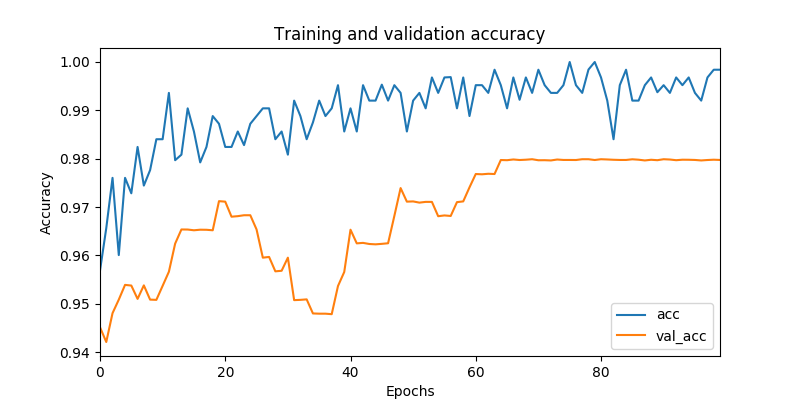 Training and validation accuracy
1.00
0.99
0.98
0.97
0.96
0.95
0.94
Accuracy
acc
val_acc
0 20 40 60 80
Epochs